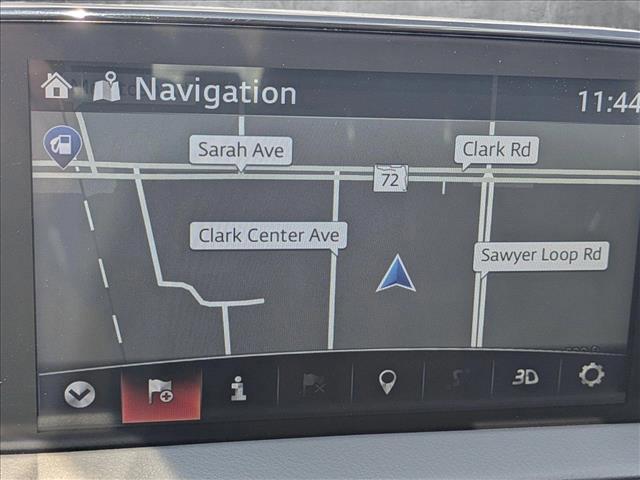 Navigation
11:44
Sarah Ave
Clark Rd
72
Clark Center Ave
Sawyer Loop Rd
3D